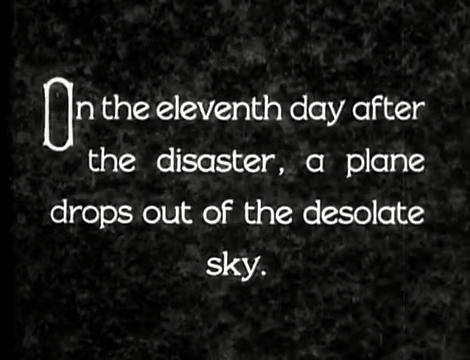 On the eleventh day after
the disaster, a plane
drops out of the desolate
sky.